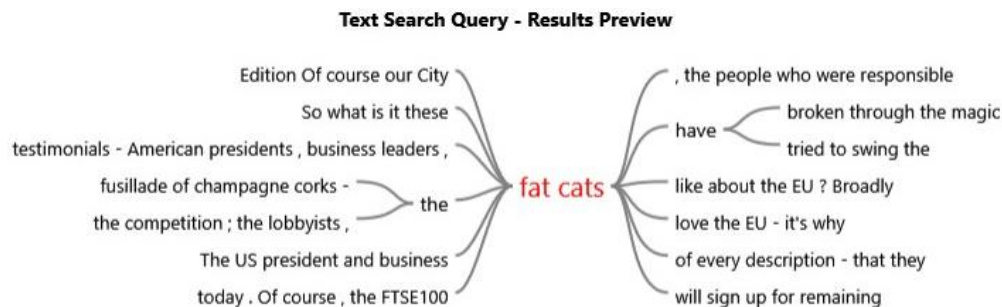 Text Search Query - Results Preview
Edition Of course our City
So what is it these
testimonials - American presidents , business leaders ,
fusillade of champagne corks -
the competition ; the lobbyists ,
the
The US president and business
today . Of course , the FTSE100
fat cats
, the people who were responsible
have
broken through the magic
tried to swing the
like about the EU ? Broadly
love the EU - it's why
of every description - that they
will sign up for remaining